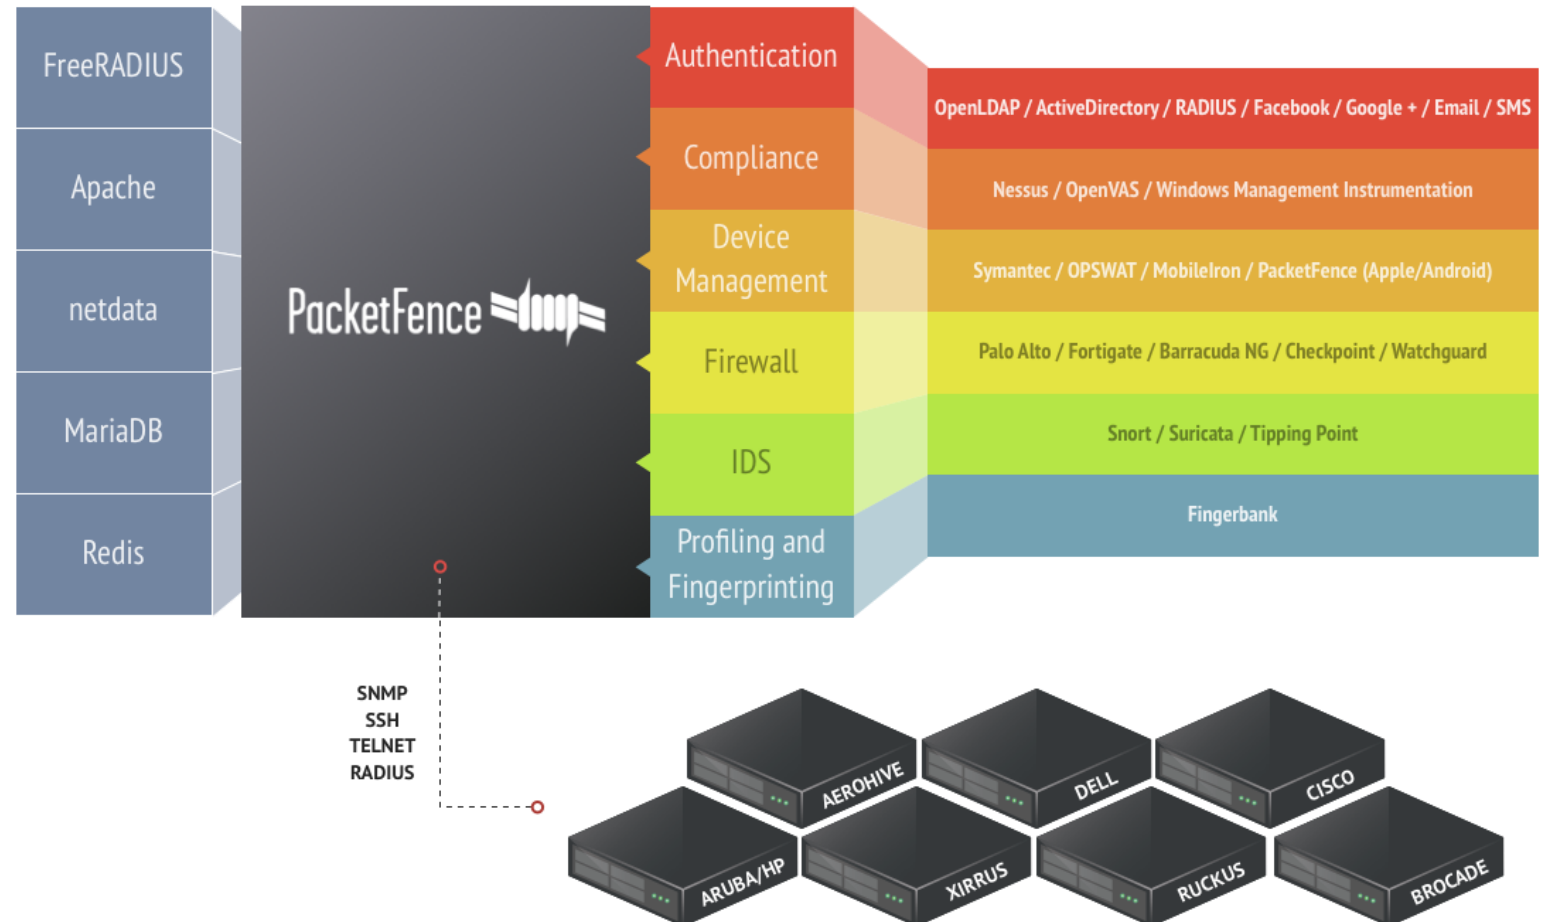 FreeRADIUS
Apache
netdata
MariaDB
Redis
PacketFence
Authentication
Compliance
Device
Management
Firewall
IDS
Profiling and
Fingerprinting
OpenLDAP / ActiveDirectory / RADIUS / Facebook / Google + / Email / SMS
Nessus / OpenVAS / Windows Management Instrumentation
Symantec / OPSWAT / MobileIron / PacketFence (Apple/Android)
Palo Alto / Fortigate / Barracuda NG / Checkpoint / Watchguard
Snort / Suricata / Tipping Point
Fingerbank
SNMP
SSH
TELNET
RADIUS
AEROHIVE
DELL
CISCO
ARUBA/HP
XIRRUS
RUCKUS
BROCADE